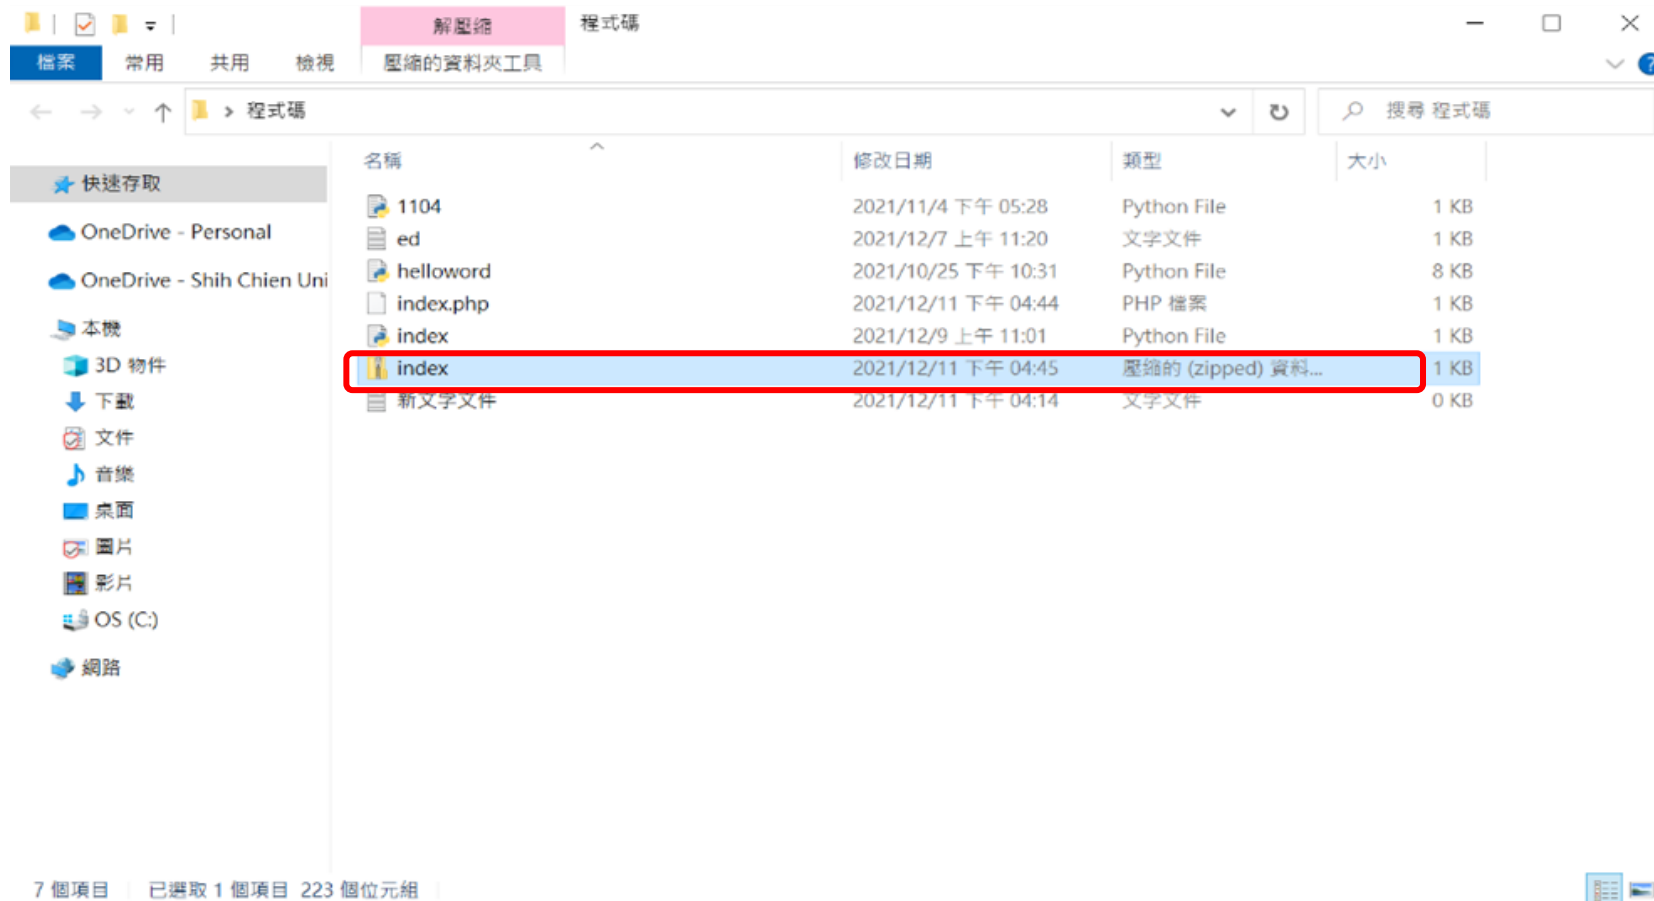 解壓縮 程式碼
檔案 常用 共用 檢視 壓縮的資料夾工具
程式碼 搜尋 程式碼
名稱 修改日期 類型 大小
快速存取
OneDrive - Personal
OneDrive - Shih Chien Uni
本機
3D 物件
下載
文件
音樂
桌面
圖片
影片
OS (C:)
網路
1104 2021/11/4 下午 05:28 Python File 1 KB
ed 2021/12/7 上午 11:20 文字文件 1 KB
helloword 2021/10/25 下午 10:31 Python File 8 KB
index.php 2021/12/11 下午 04:44 PHP 檔案 1 KB
index 2021/12/9 上午 11:01 Python File 1 KB
index 2021/12/11 下午 04:45 壓縮的 (zipped) 資料... 1 KB
新文字文件 2021/12/11 下午 04:14 文字文件 0 KB
7 個項目 已選取 1 個項目 223 個位元組